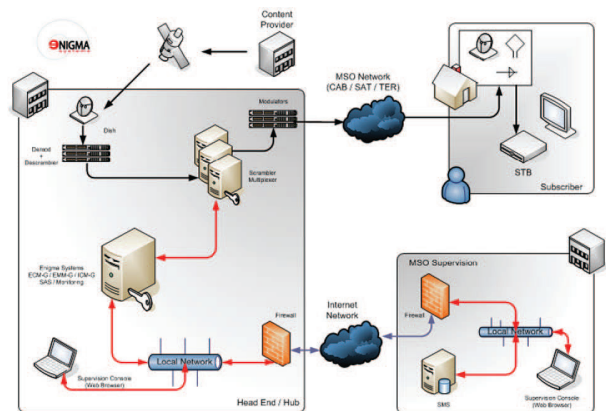 ENIGMA
systems
Content
Provider
Dish
Demod
+
Descrambler
Modulators
Scrambler
Multiplexer
MSO Network
(CAB / SAT / TER)
STB
Subscriber
Enigma Systems
ECM-G / EMM-G / ICM-G
SAS / Monitoring
Firewall
Internet
Network
Local Network
Supervision Console
(Web Browser)
Head End / Hub
MSO Supervision
Firewall
Local Network
SMS
Supervision Console
(Web Browser)